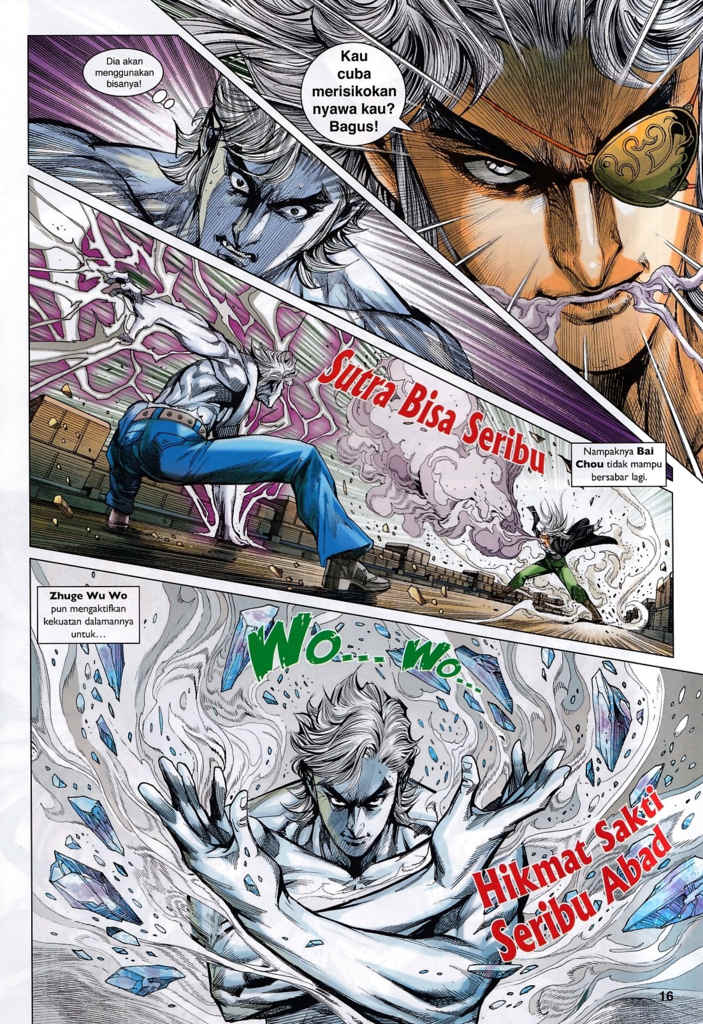 Dia akan
menggunakan
bisanya!
Kau
cuba
merisikokan
nyawa kau?
Bagus!
Sutra Bisa Seribu
Nampaknya Bai
Chou tidak mampu
bersabar lagi.
Zhuge Wu Wo
pun mengaktifkan
kekuatan dalamannya
untuk...
Wo... Wo...
Hikmat Sakti
Seribu Abad
16